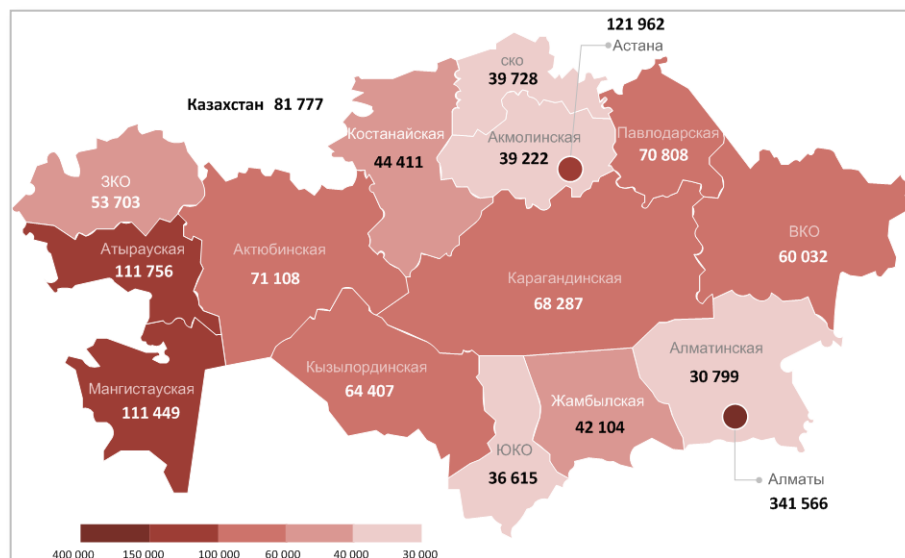 121 962
Астана
ско
39 728
Казахстан 81 777
Костанайская
44 411
Акмолинская
39 222
Павлодарская
70 808
ЗКО
53 703
Атырауская
111 756
Актюбинская
71 108
Карагандинская
68 287
ВКО
60 032
Мангистауская
111 449
Кызылординская
64 407
Алматинская
30 799
Жамбылская
42 104
ЮКО
36 615
Алматы
341 566
400 000 150 000 100 000 60 000 40 000 30 000